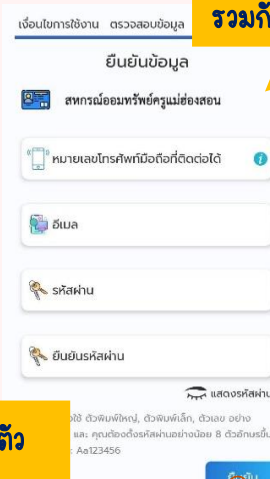 รวมกั
เงื่อนไขการใช้งาน ตรวจสอบข้อมูล
ยืนยันข้อมูล
สหกรณ์ออมทรัพย์ครูแม่ฮ่องสอน
หมายเลขโทรศัพท์มือถือที่ติดต่อได้
อีเมล
รหัสผ่าน
ยืนยันรหัสผ่าน
แสดงรหัสผ่าน
ใช้ ตัวพิมพ์ใหญ่, ตัวพิมพ์เล็ก, ตัวเลข อย่าง
และ คุณต้องตั้งรหัสผ่านอย่างน้อย 8 ตัวอักษรขึ้น
: Aa123456
ตัว